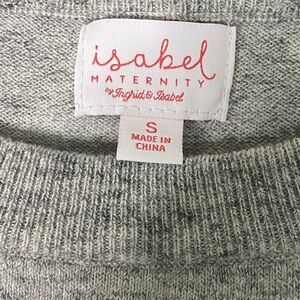 isabel
MATERNITY
by Ingrid & Isabel
S
MADE IN
CHINA